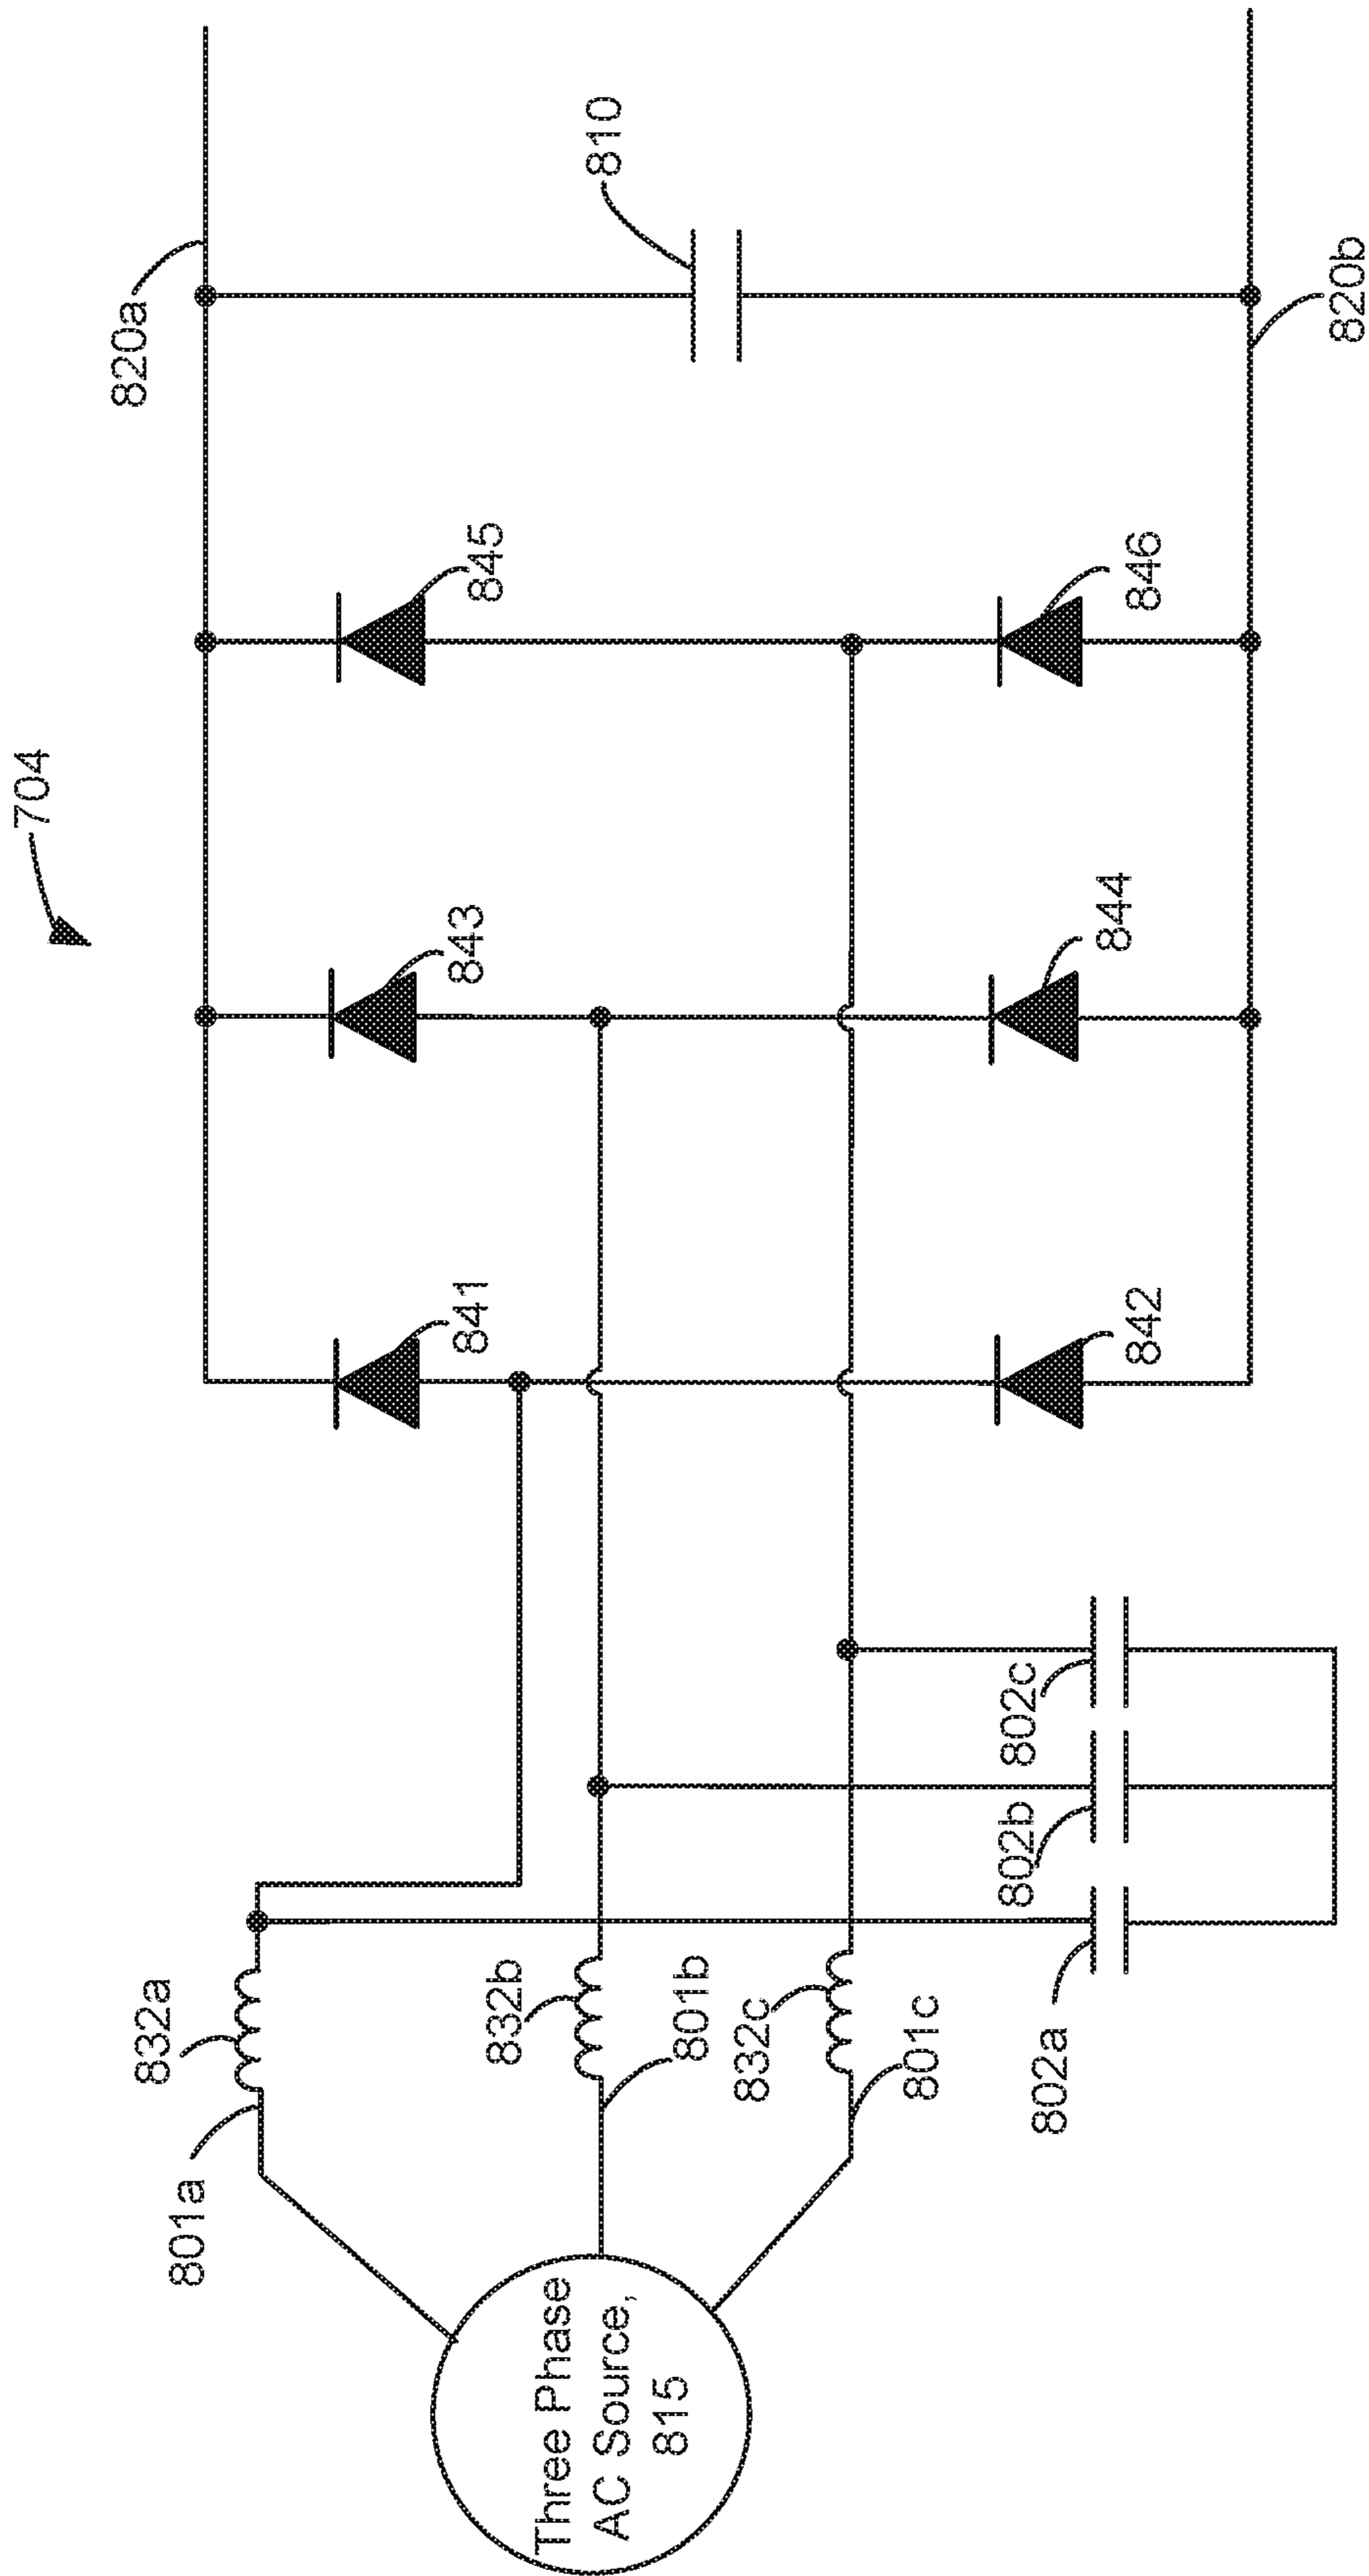 704
820a
810
845
843
841
846
844
842
820b
832a
801a
832b
801b
832c
801c
802c
802b
802a
Three Phase
AC Source,
815